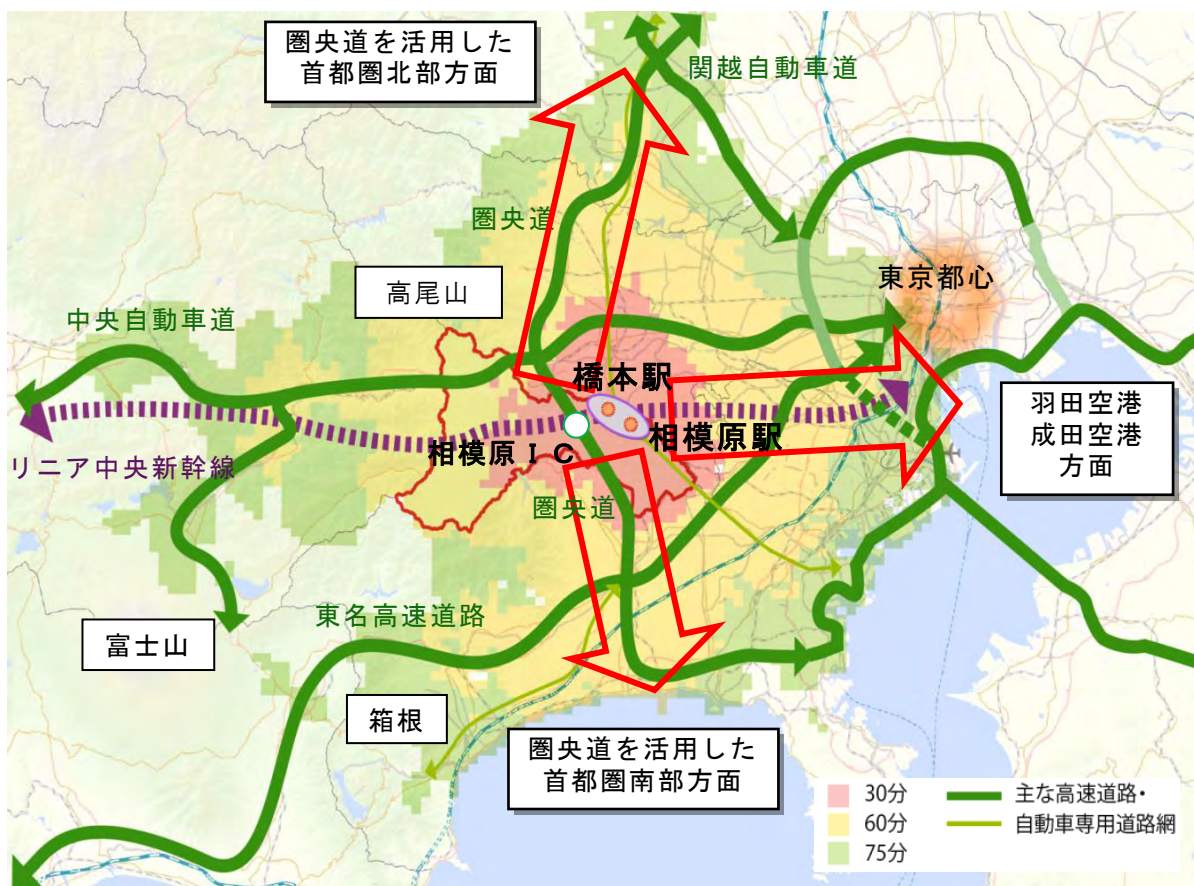 圏央道を活用した
首都圏北部方面
関越自動車道
圏央道
東京都心
高尾山
中央自動車道
橋本駅
羽田空港
成田空港
方面
相模原駅
相模原ＩＣ
リニア中央新幹線
圏央道
東名高速道路
富士山
箱根
圏央道を活用した
首都圏南部方面
30分
主な高速道路・
60分
自動車専用道路網
75分